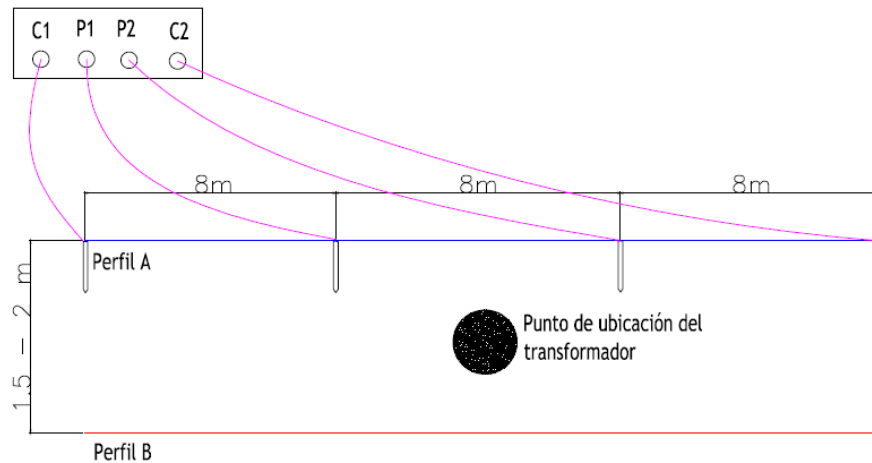 C1 P1 P2 C2
8m 8m 8m
Perfil A
1.5 – 2 m
Punto de ubicación del
transformador
Perfil B